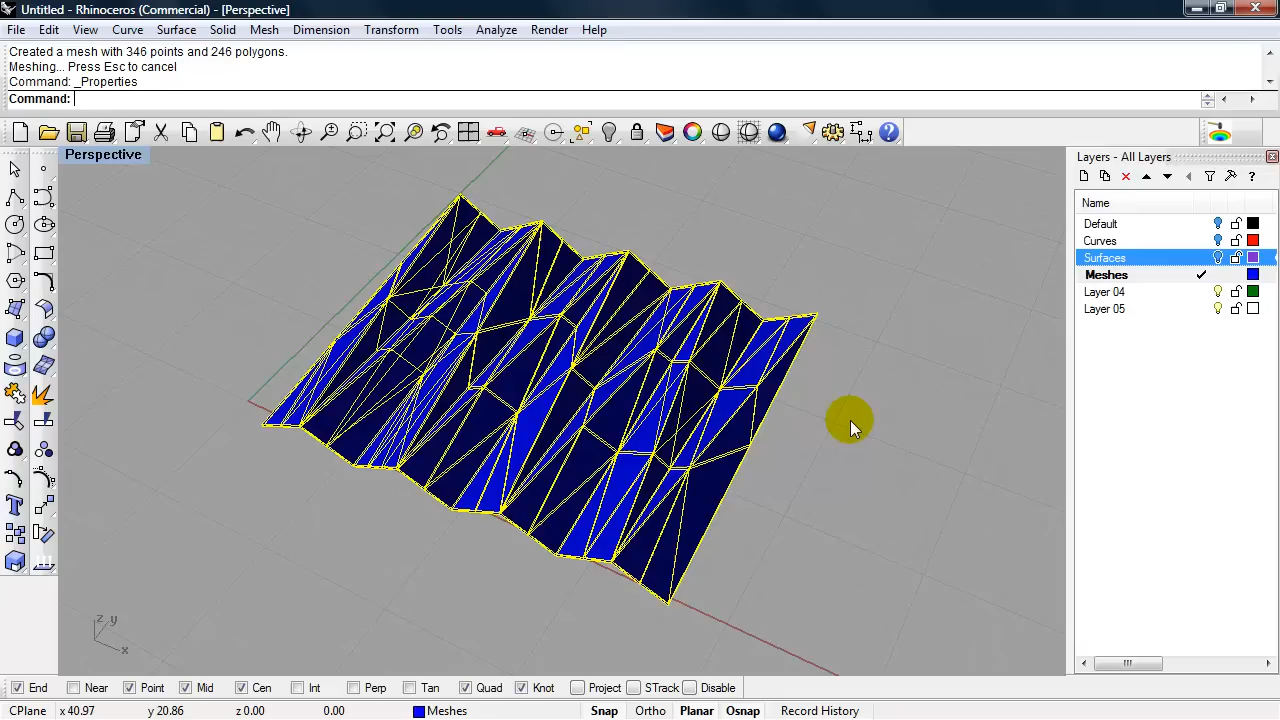 Untitled - Rhinoceros (Commercial) - [Perspective]
File Edit View Curve Surface Solid Mesh Dimension Transform Tools Analyze Render Help
Created a mesh with 346 points and 246 polygons.
Meshing... Press Esc to cancel
Command: _Properties
Command:
Perspective
Layers - All Layers
Name
Default
Curves
Surfaces
Meshes
Layer 04
Layer 05
z y
x
End Near Point Mid Cen Int Perp Tan Quad Knot Project STrack Disable
CPlane x 40.97 y 20.86 z 0.00 0.00 Meshes Snap Ortho Planar Osnap Record History